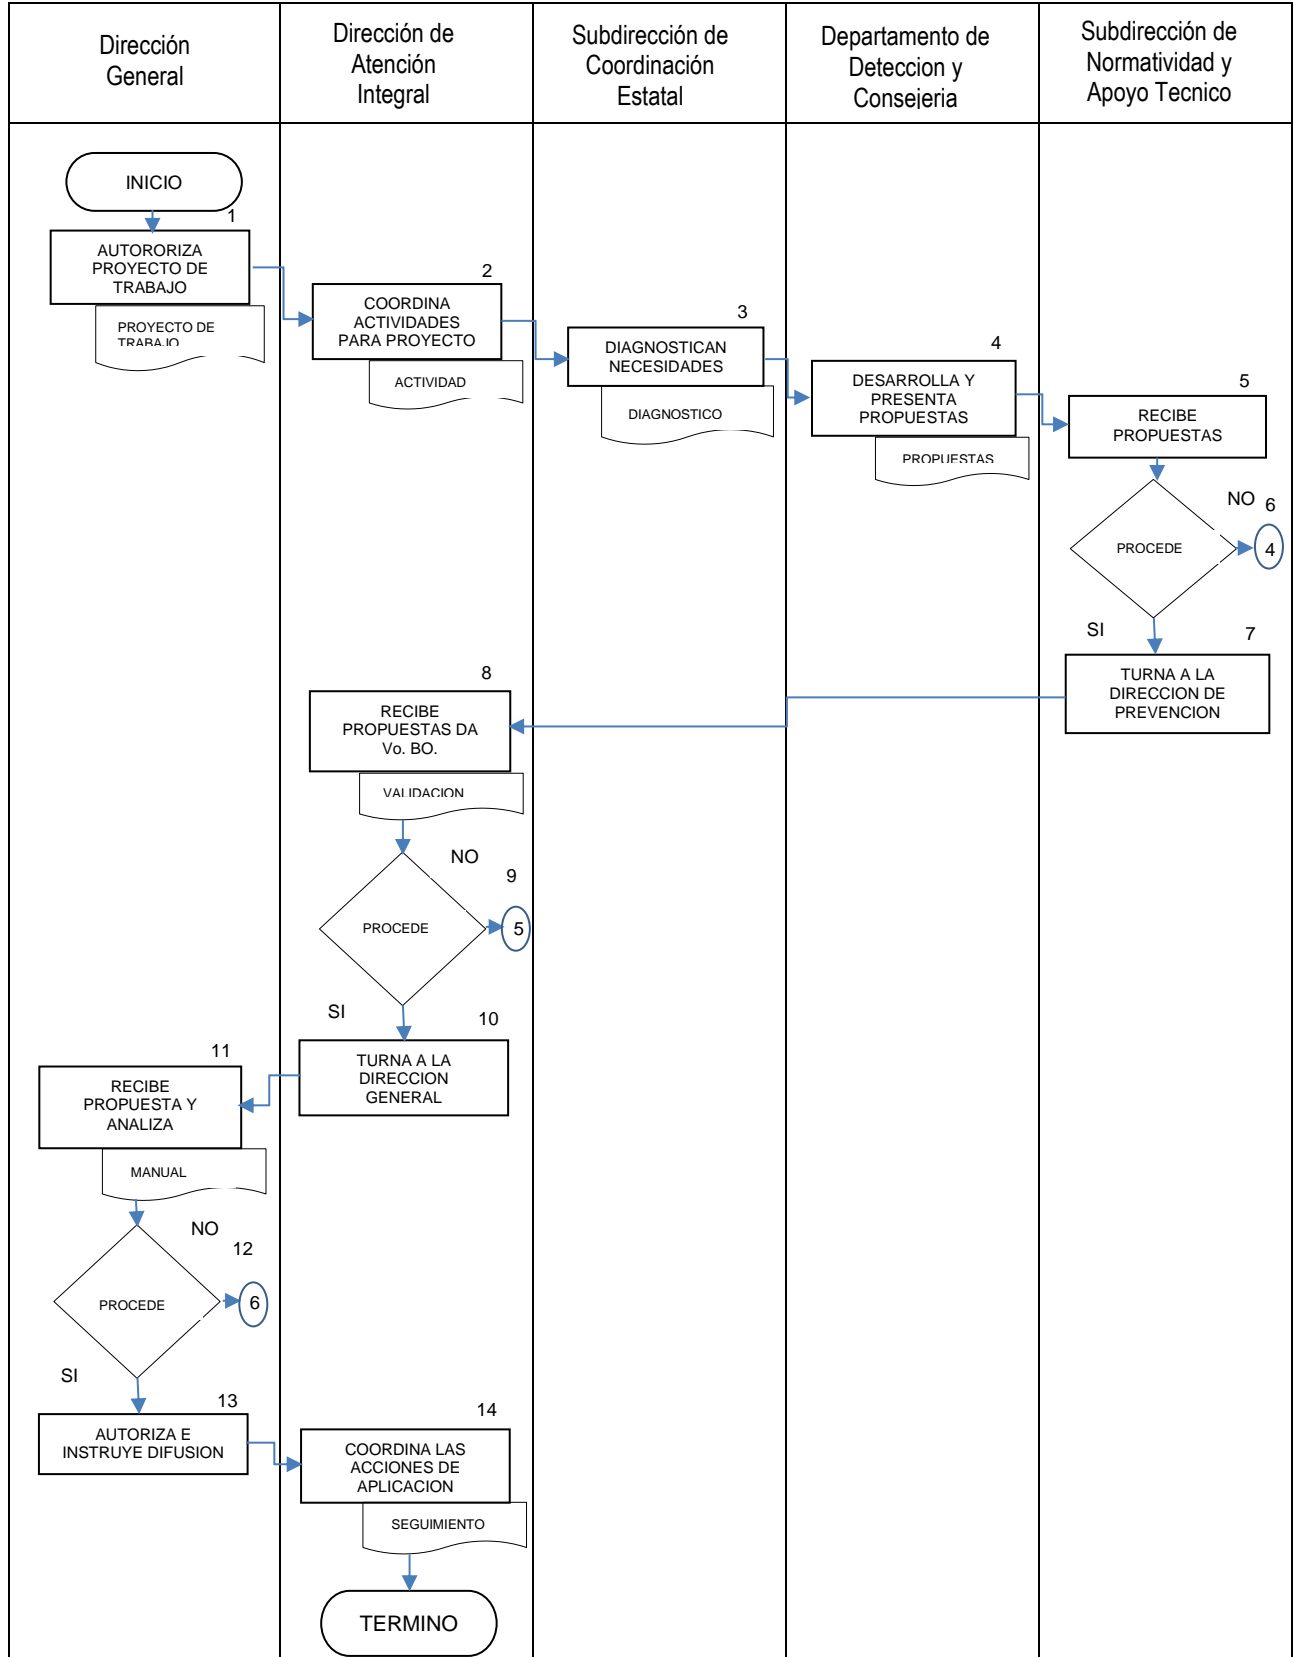 Dirección
General
Dirección de
Atención
Integral
Subdirección de
Coordinación
Estatal
Departamento de
Deteccion y
Consejeria
Subdirección de
Normatividad y
Apoyo Tecnico
INICIO
1
AUTORORIZA
PROYECTO DE
TRABAJO
PROYECTO DE
TRABAJO
2
COORDINA
ACTIVIDADES
PARA PROYECTO
ACTIVIDAD
3
DIAGNOSTICAN
NECESIDADES
DIAGNOSTICO
4
DESARROLLA Y
PRESENTA
PROPUESTAS
PROPUESTAS
5
RECIBE
PROPUESTAS
PROCEDE
NO
6
4
SI
7
TURNA A LA
DIRECCION DE
PREVENCION
8
RECIBE
PROPUESTAS DA
Vo. BO.
VALIDACION
NO
9
PROCEDE
5
SI
10
TURNA A LA
DIRECCION
GENERAL
11
RECIBE
PROPUESTA Y
ANALIZA
MANUAL
NO
12
PROCEDE
6
SI
13
AUTORIZA E
INSTRUYE DIFUSION
14
COORDINA LAS
ACCIONES DE
APLICACION
SEGUIMIENTO
TERMINO